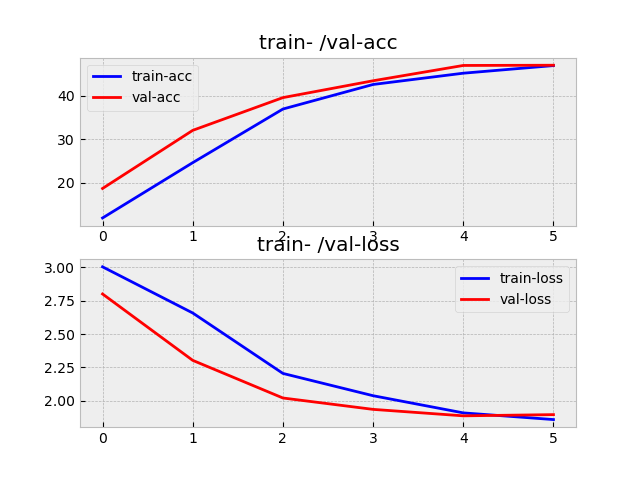 train- /val-acc
train-acc
val-acc
40
30
20
0 1 2 3 4 5
train- /val-loss
3.00
2.75
2.50
2.25
2.00
train-loss
val-loss
0 1 2 3 4 5